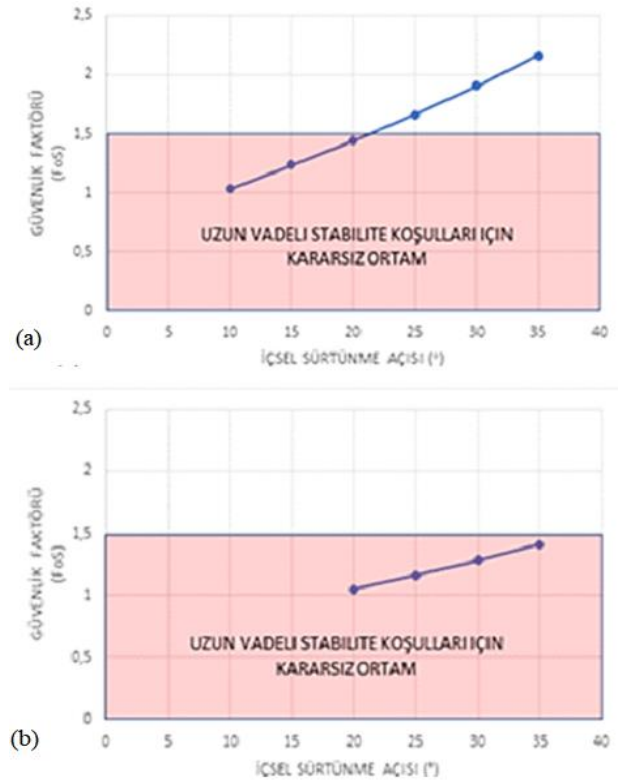 2,5
2
1,5
1
0,5
0
GÜVENLİK FAKTÖRÜ
(FoS)
UZUN VADELI STABILITE KOŞULLARI IÇIN
KARARSIZ ORTAM
0 5 10 15 20 25 30 35 40
İÇSEL SÜRTÜNME AÇISI (°)
(a)
2,5
2
1,5
1
0,5
0
GÜVENLİK FAKTÖRÜ
(FoS)
UZUN VADELI STABILITE KOŞULLARI IÇIN
KARARSIZ ORTAM
0 5 10 15 20 25 30 35 40
İÇSEL SÜRTÜNME AÇISI (°)
(b)